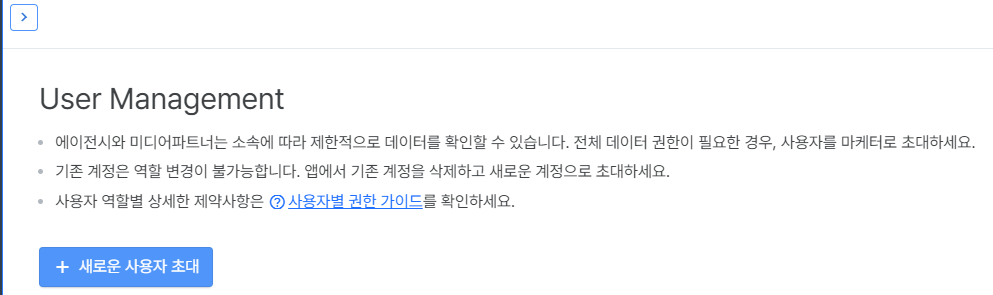 User Management
에이전시와 미디어파트너는 소속에 따라 제한적으로 데이터를 확인할 수 있습니다. 전체 데이터 권한이 필요한 경우, 사용자를 마케터로 초대하세요.
기존 계정은 역할 변경이 불가능합니다. 앱에서 기존 계정을 삭제하고 새로운 계정으로 초대하세요.
사용자 역할별 상세한 제약사항은 사용자별 권한 가이드를 확인하세요.
+ 새로운 사용자 초대